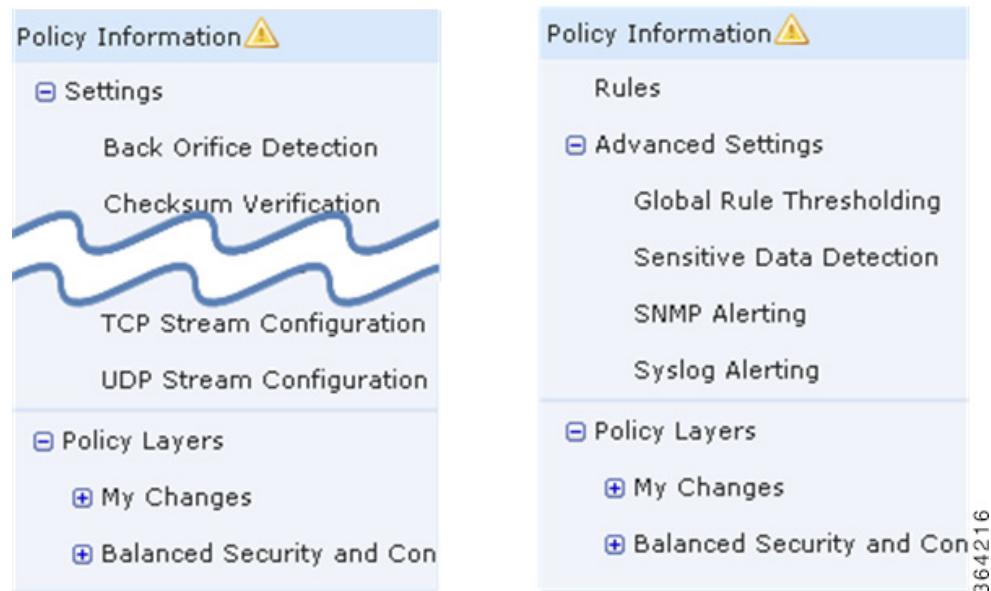 Policy Information
Settings
Back Orifice Detection
Checksum Verification
TCP Stream Configuration
UDP Stream Configuration
Policy Layers
My Changes
Balanced Security and Con
Policy Information
Rules
Advanced Settings
Global Rule Thresholding
Sensitive Data Detection
SNMP Alerting
Syslog Alerting
Policy Layers
My Changes
Balanced Security and Con
364216